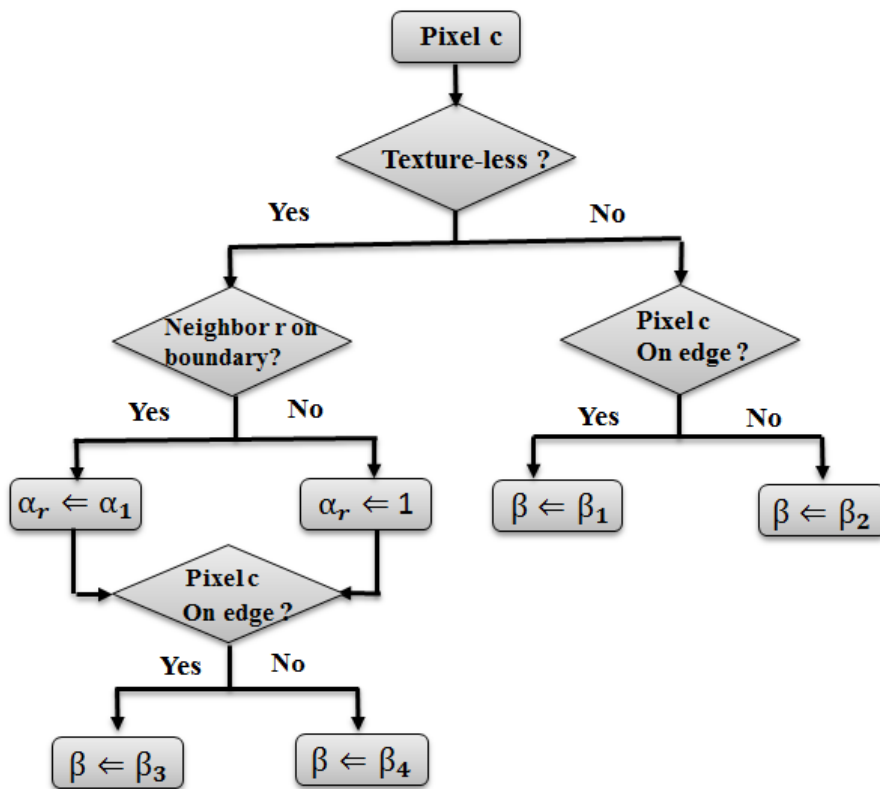 Pixel c
Texture-less ?
Yes
No
Neighbor r on
boundary?
Pixel c
On edge ?
Yes
No
Yes
No
αᵣ ⇐ α₁
αᵣ ⇐ 1
β ⇐ β₁
β ⇐ β₂
Pixel c
On edge ?
Yes
No
β ⇐ β₃
β ⇐ β₄